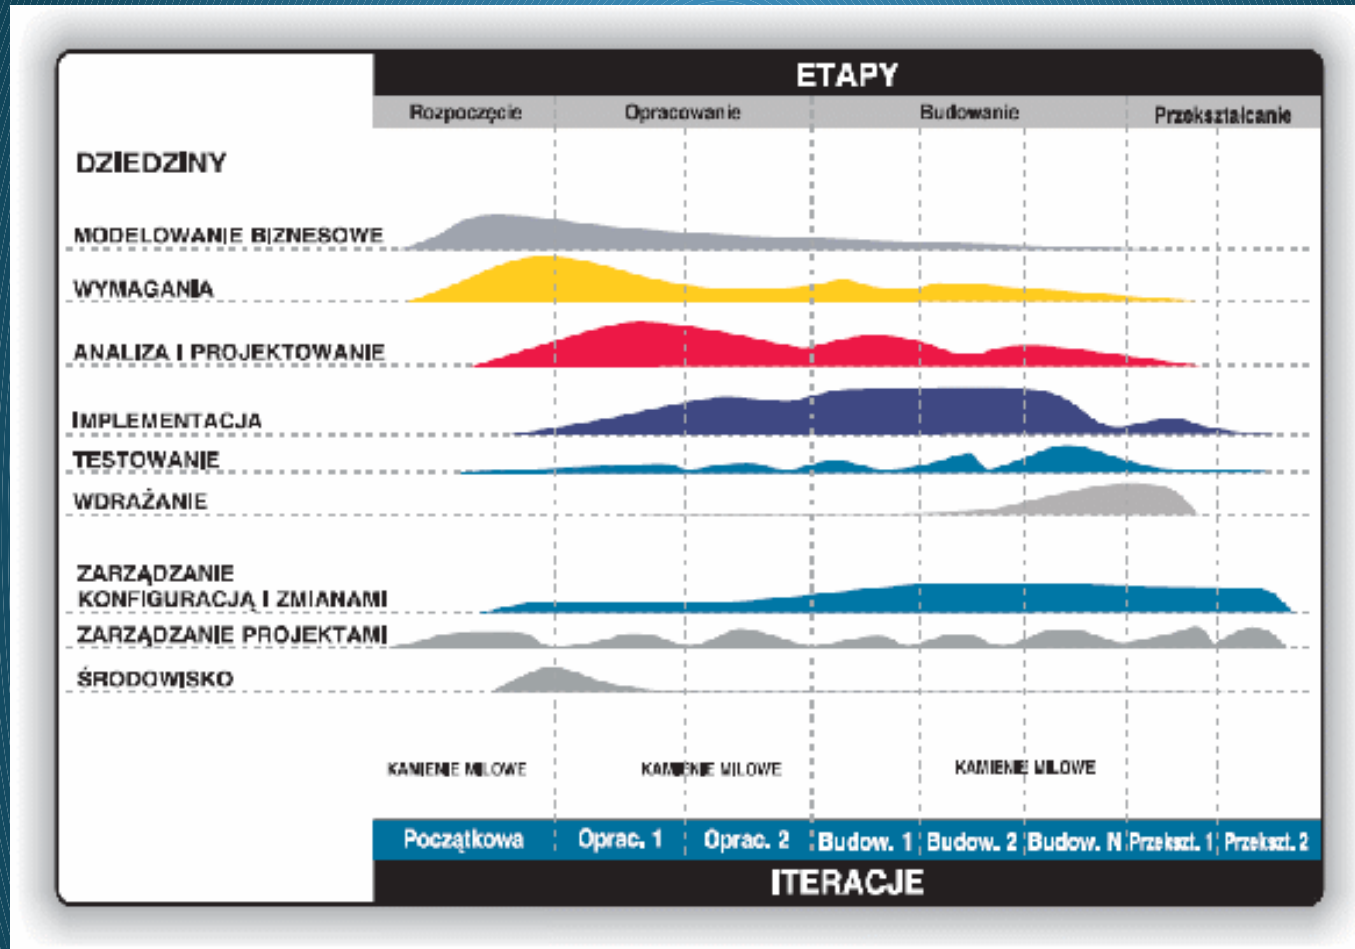 ETAPY
Rozpoczęcie Opracowanie Budowanie Przekształcanie
DZIEDZINY
MODELOWANIE BIZNESOWE
WYMAGANIA
ANALIZA I PROJEKTOWANIE
IMPLEMENTACJA
TESTOWANIE
WDRAŻANIE
ZARZĄDZANIE
KONFIGURACJĄ I ZMIANAMI
ZARZĄDZANIE PROJEKTAMI
ŚRODOWISKO
KAMIENIE MILOWE KAMIENIE MILOWE KAMIENIE MILOWE
Początkowa Oprac. 1 Oprac. 2 Budow. 1 Budow. 2 Budow. N Przekszt. 1 Przekszt. 2
ITERACJE